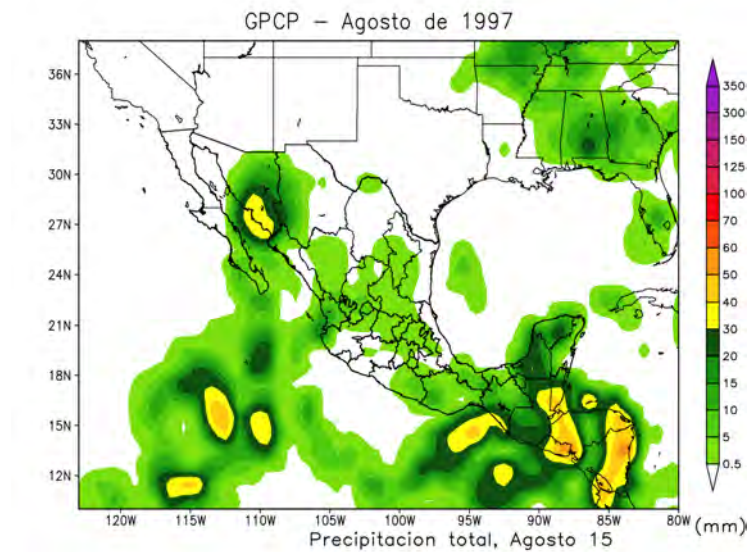 GPCP – Agosto de 1997
36N
33N
30N
27N
24N
21N
18N
15N
12N
120W 115W 110W 105W 100W 95W 90W 85W 80W
350
300
150
125
100
70
60
50
40
30
20
15
10
5
0.5
(mm)
Precipitacion total, Agosto 15